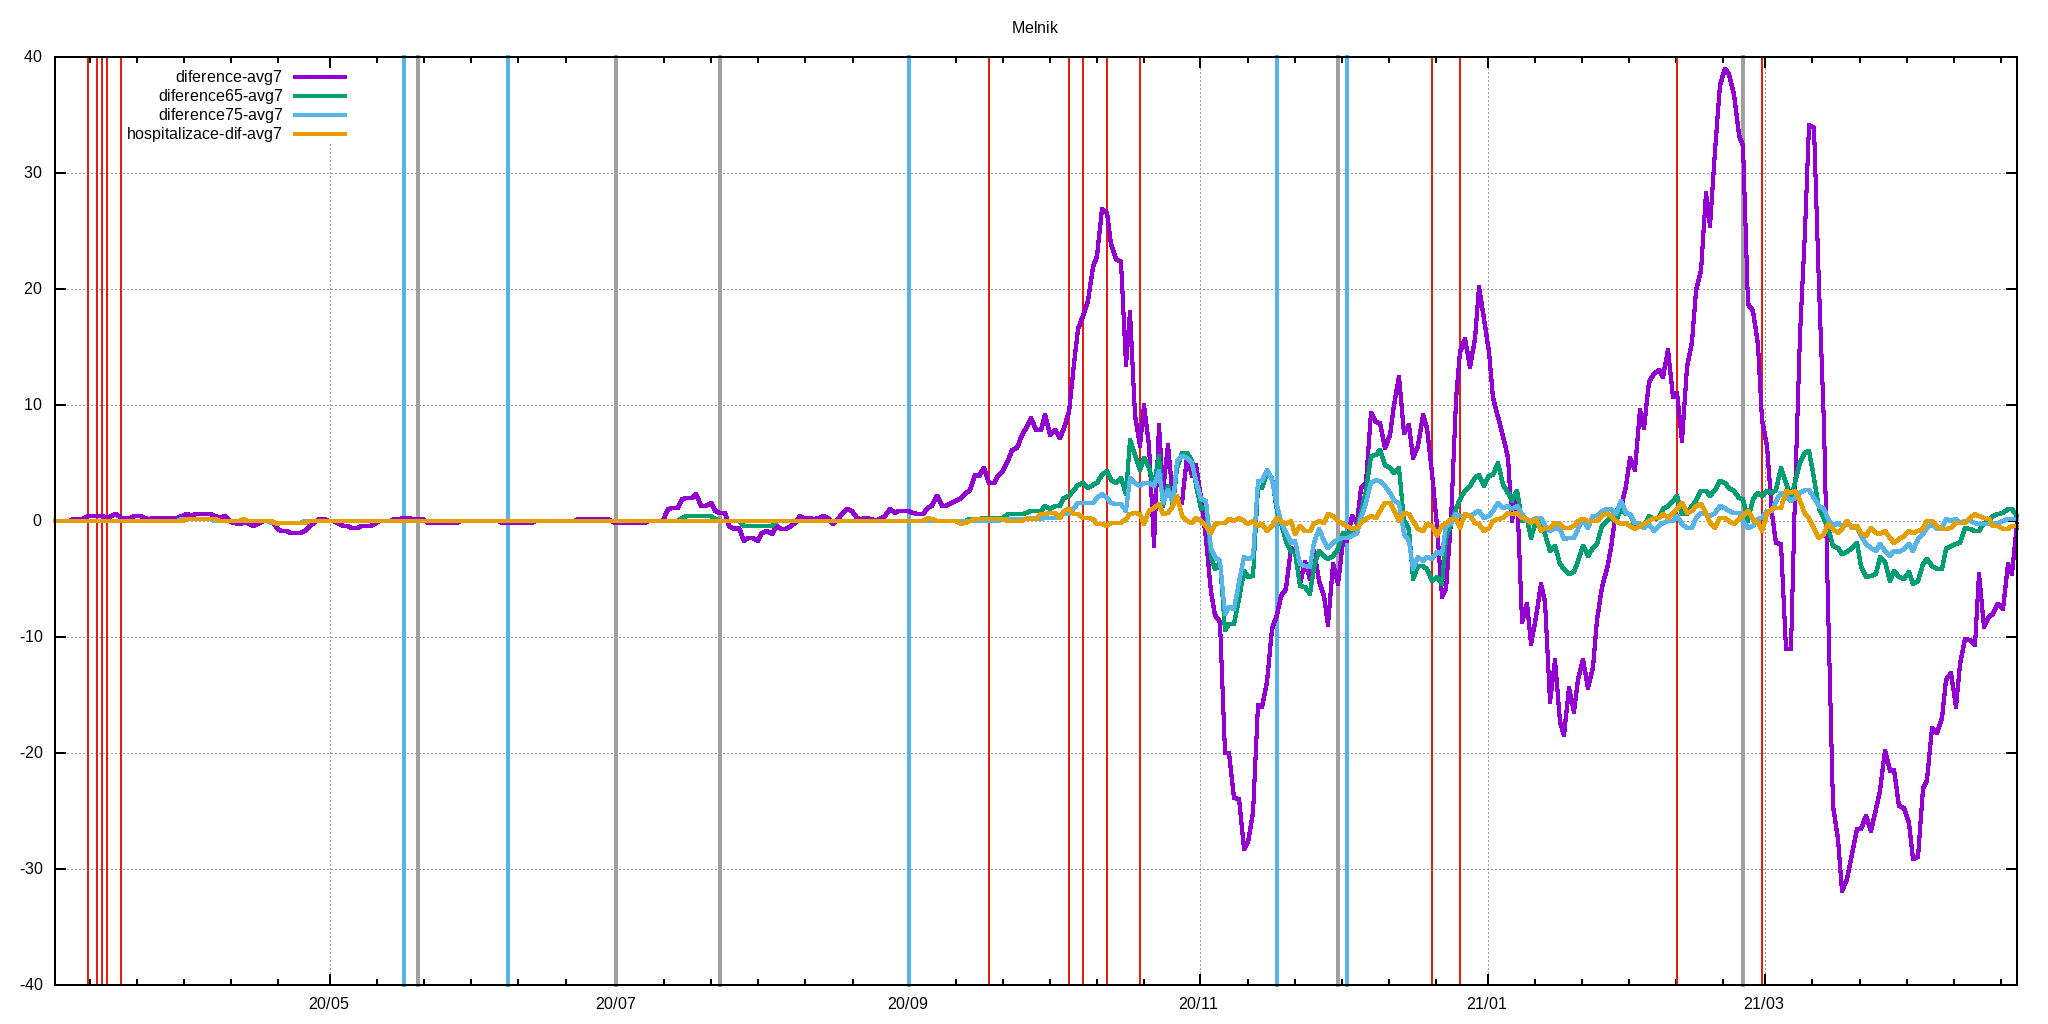 Melnik
diference-avg7
diference65-avg7
diference75-avg7
hospitalizace-dif-avg7
40
30
20
10
0
-10
-20
-30
-40
20/05 20/07 20/09 20/11 21/01 21/03